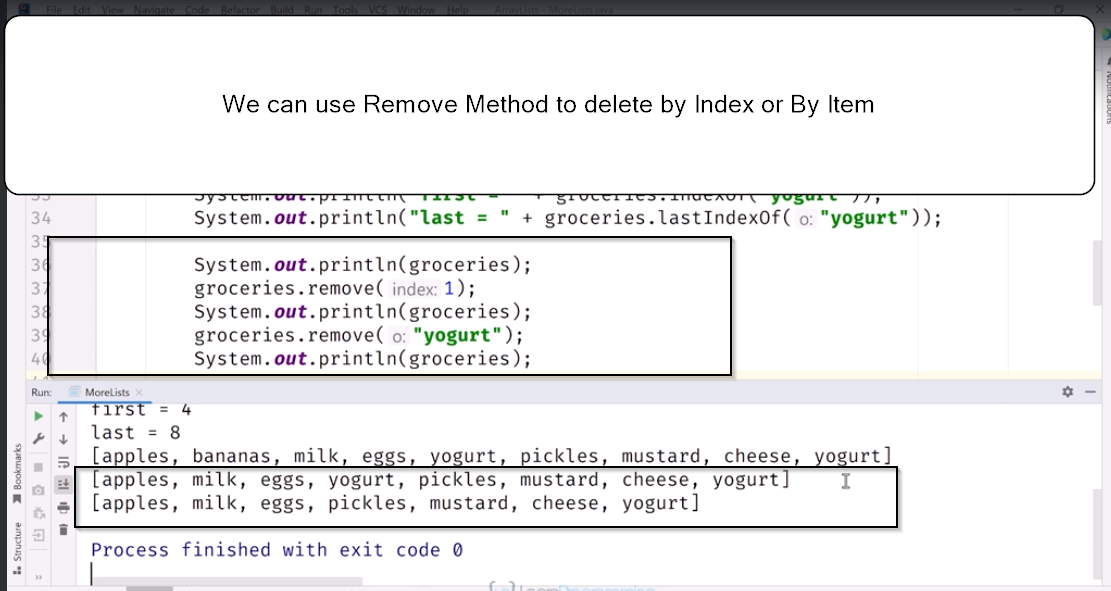 File Edit View Navigate Code Refactor Build Run Tools VCS Window Help ArrayLists - MoreLists.java
We can use Remove Method to delete by Index or By Item
Notifications
33 System.out.println("first = " + groceries.indexOf("yogurt"));
34 System.out.println("last = " + groceries.lastIndexOf( o: "yogurt"));
35
36 System.out.println(groceries);
37 groceries.remove( index: 1);
38 System.out.println(groceries);
39 groceries.remove( o: "yogurt");
40 System.out.println(groceries);
Run: MoreLists
first = 4
last = 8
[apples, bananas, milk, eggs, yogurt, pickles, mustard, cheese, yogurt]
[apples, milk, eggs, yogurt, pickles, mustard, cheese, yogurt]
[apples, milk, eggs, pickles, mustard, cheese, yogurt]
Process finished with exit code 0
Bookmarks
Structure